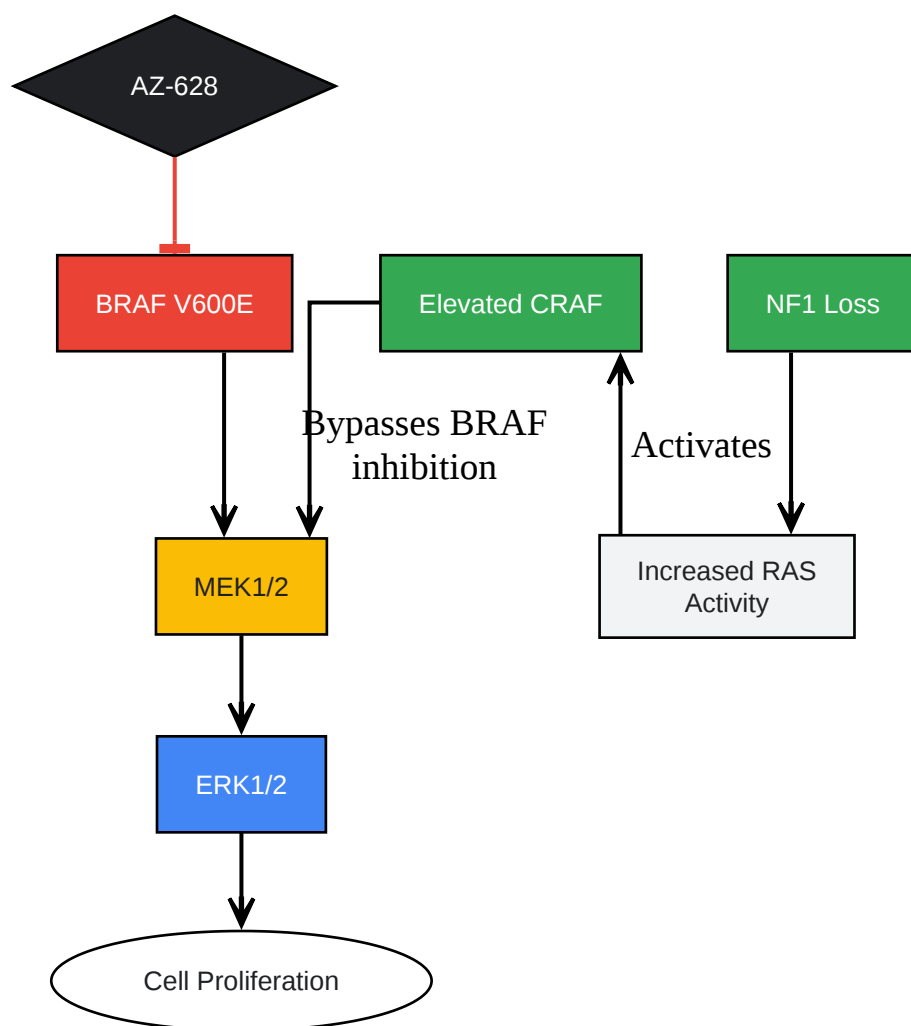 AZ-628
BRAF V600E
Elevated CRAF
NF1 Loss
Bypasses BRAF
inhibition
Activates
MEK1/2
Increased RAS
Activity
ERK1/2
Cell Proliferation